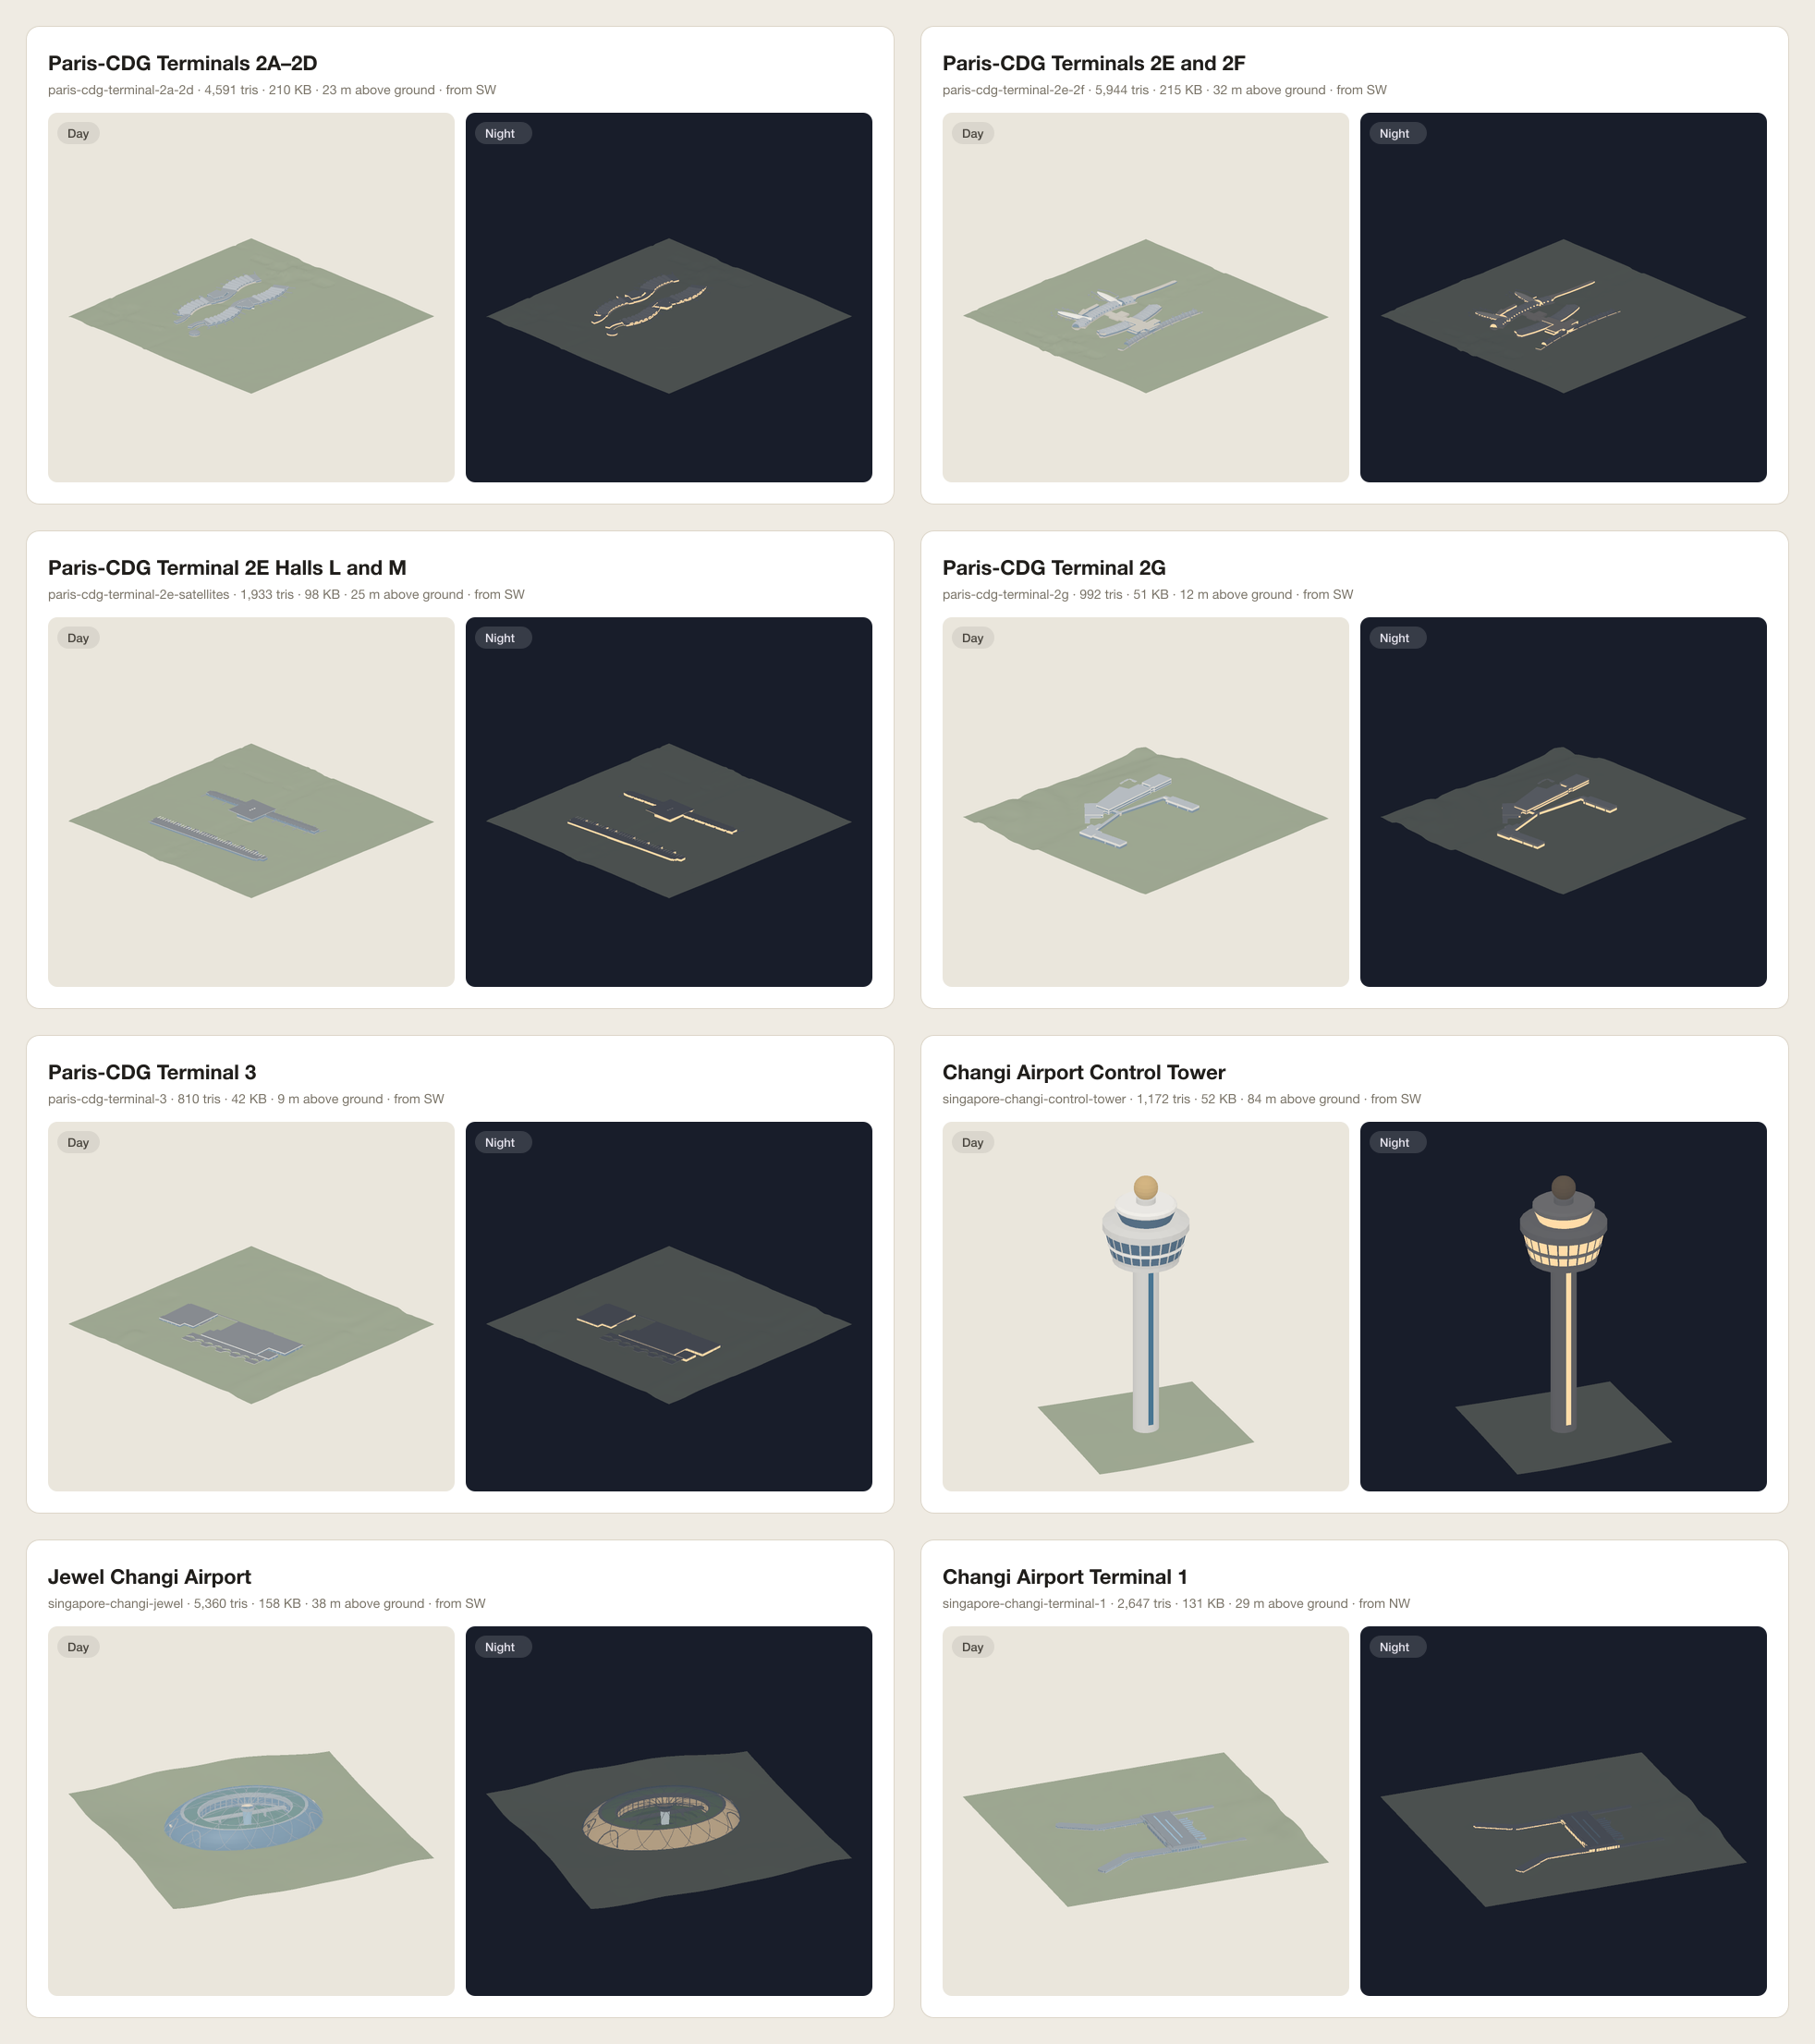 Paris-CDG Terminals 2A–2D
paris-cdg-terminal-2a-2d · 4,591 tris · 210 KB · 23 m above ground · from SW
Day
Night
Paris-CDG Terminals 2E and 2F
paris-cdg-terminal-2e-2f · 5,944 tris · 215 KB · 32 m above ground · from SW
Day
Night
Paris-CDG Terminal 2E Halls L and M
paris-cdg-terminal-2e-satellites · 1,933 tris · 98 KB · 25 m above ground · from SW
Day
Night
Paris-CDG Terminal 2G
paris-cdg-terminal-2g · 992 tris · 51 KB · 12 m above ground · from SW
Day
Night
Paris-CDG Terminal 3
paris-cdg-terminal-3 · 810 tris · 42 KB · 9 m above ground · from SW
Day
Night
Changi Airport Control Tower
singapore-changi-control-tower · 1,172 tris · 52 KB · 84 m above ground · from SW
Day
Night
Jewel Changi Airport
singapore-changi-jewel · 5,360 tris · 158 KB · 38 m above ground · from SW
Day
Night
Changi Airport Terminal 1
singapore-changi-terminal-1 · 2,647 tris · 131 KB · 29 m above ground · from NW
Day
Night